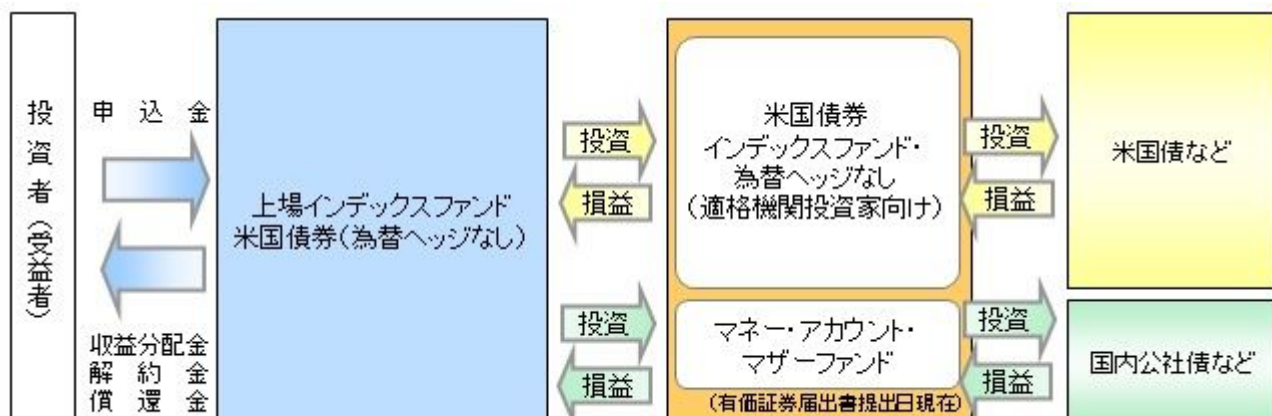 投資者(受益者)
申込金
収益分配金
解約金
償還金
上場インデックスファンド
米国債券(為替ヘッジなし)
投資
損益
投資
損益
米国債券
インデックスファンド・
為替ヘッジなし
(適格機関投資家向け)
マネー・アカウント・
マザーファンド
(有価証券届出書提出日現在)
投資
損益
投資
損益
米国債など
国内公社債など